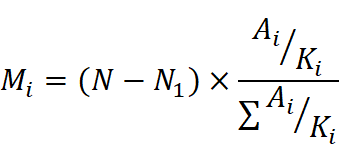 M_i = (N − N_1) × (A_i/K_i) / (∑ A_i/K_i)